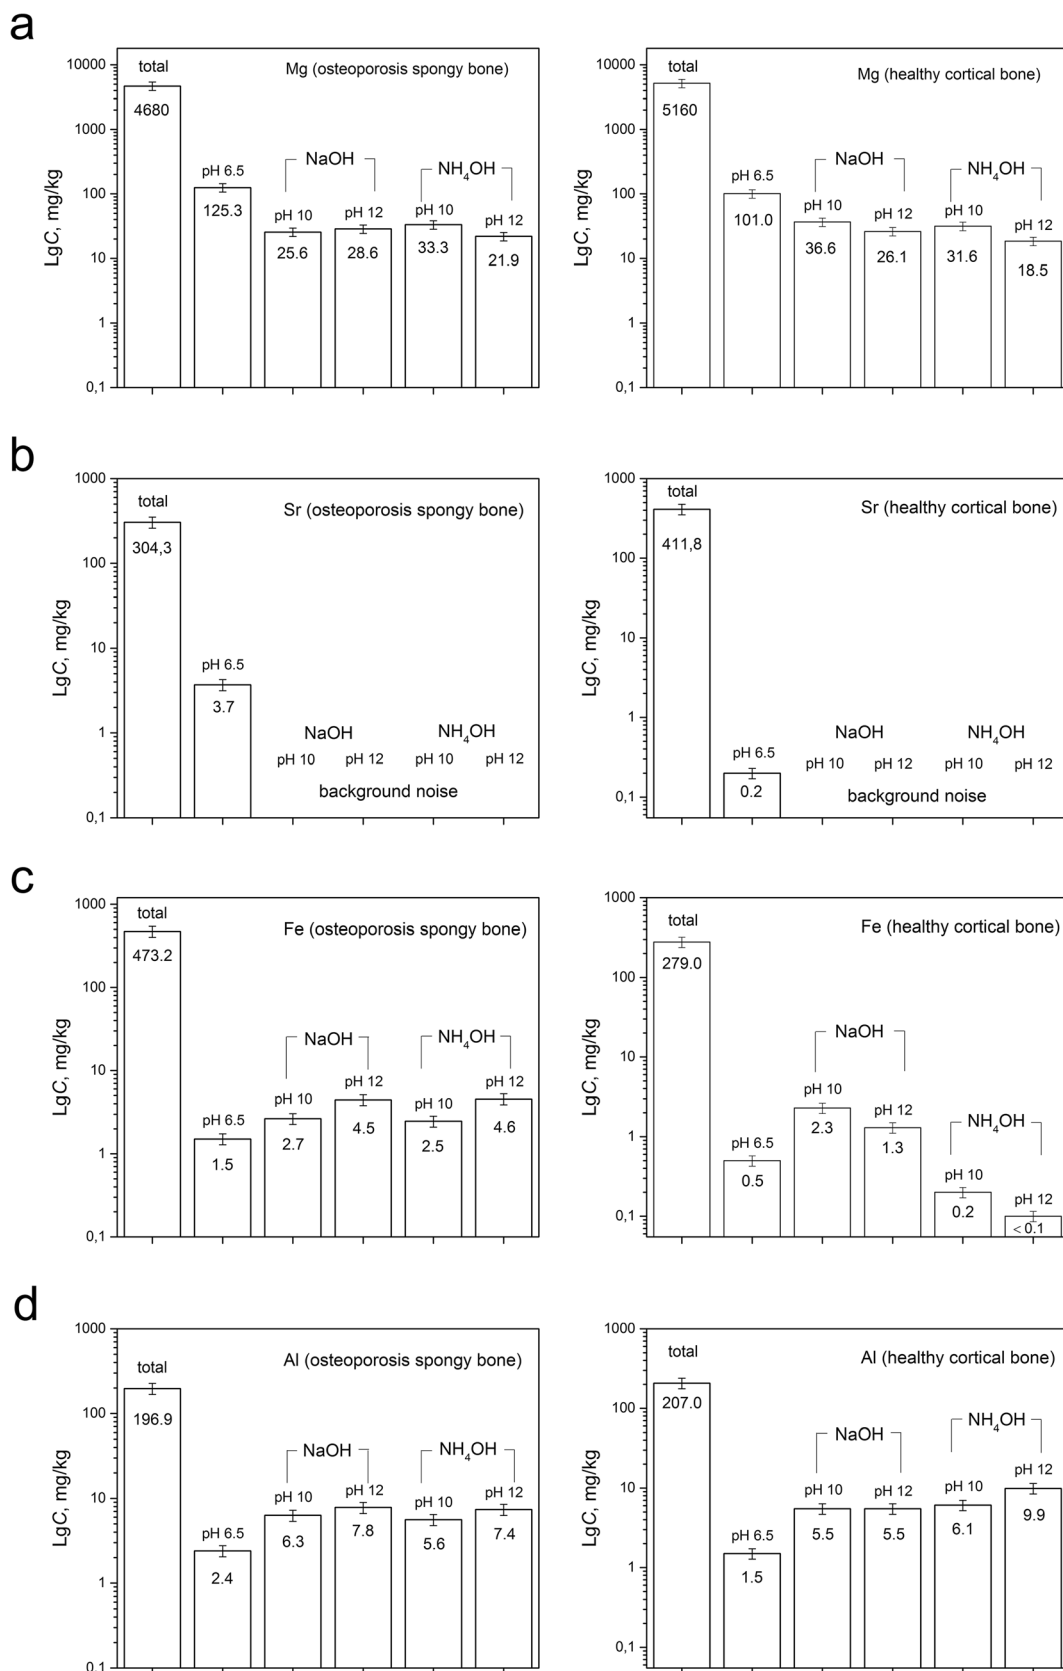 a
total
Mg (osteoporosis spongy bone)
10000
4680
1000
NaOH
NH4OH
pH 6.5
100
125.3
pH 10
pH 12
pH 10
pH 12
25.6
28.6
33.3
21.9
10
1
0,1
LgC, mg/kg
total
Mg (healthy cortical bone)
10000
5160
1000
NaOH
NH4OH
pH 6.5
100
101.0
pH 10
pH 12
pH 10
pH 12
36.6
26.1
31.6
18.5
10
1
0,1
LgC, mg/kg
b
1000
total
Sr (osteoporosis spongy bone)
304,3
100
10
pH 6.5
3.7
1
NaOH
NH4OH
pH 10
pH 12
pH 10
pH 12
background noise
0,1
LgC, mg/kg
1000
total
Sr (healthy cortical bone)
411,8
100
10
1
NaOH
NH4OH
pH 6.5
pH 10
pH 12
pH 10
pH 12
0.2
background noise
0,1
LgC, mg/kg
c
1000
total
Fe (osteoporosis spongy bone)
473.2
100
NaOH
NH4OH
10
pH 6.5
pH 10
pH 12
pH 10
pH 12
1.5
2.7
4.5
2.5
4.6
1
0,1
LgC, mg/kg
1000
total
Fe (healthy cortical bone)
279.0
100
NaOH
10
pH 10
pH 12
NH4OH
pH 6.5
2.3
1.3
1
0.5
pH 10
pH 12
0.2
< 0.1
0,1
LgC, mg/kg
d
1000
total
Al (osteoporosis spongy bone)
196.9
100
NaOH
NH4OH
10
pH 6.5
pH 10
pH 12
pH 10
pH 12
2.4
6.3
7.8
5.6
7.4
1
0.1
LgC, mg/kg
1000
total
Al (healthy cortical bone)
207.0
100
NaOH
NH4OH
10
pH 6.5
pH 10
pH 12
pH 10
pH 12
1.5
5.5
5.5
6.1
9.9
1
0,1
LgC, mg/kg